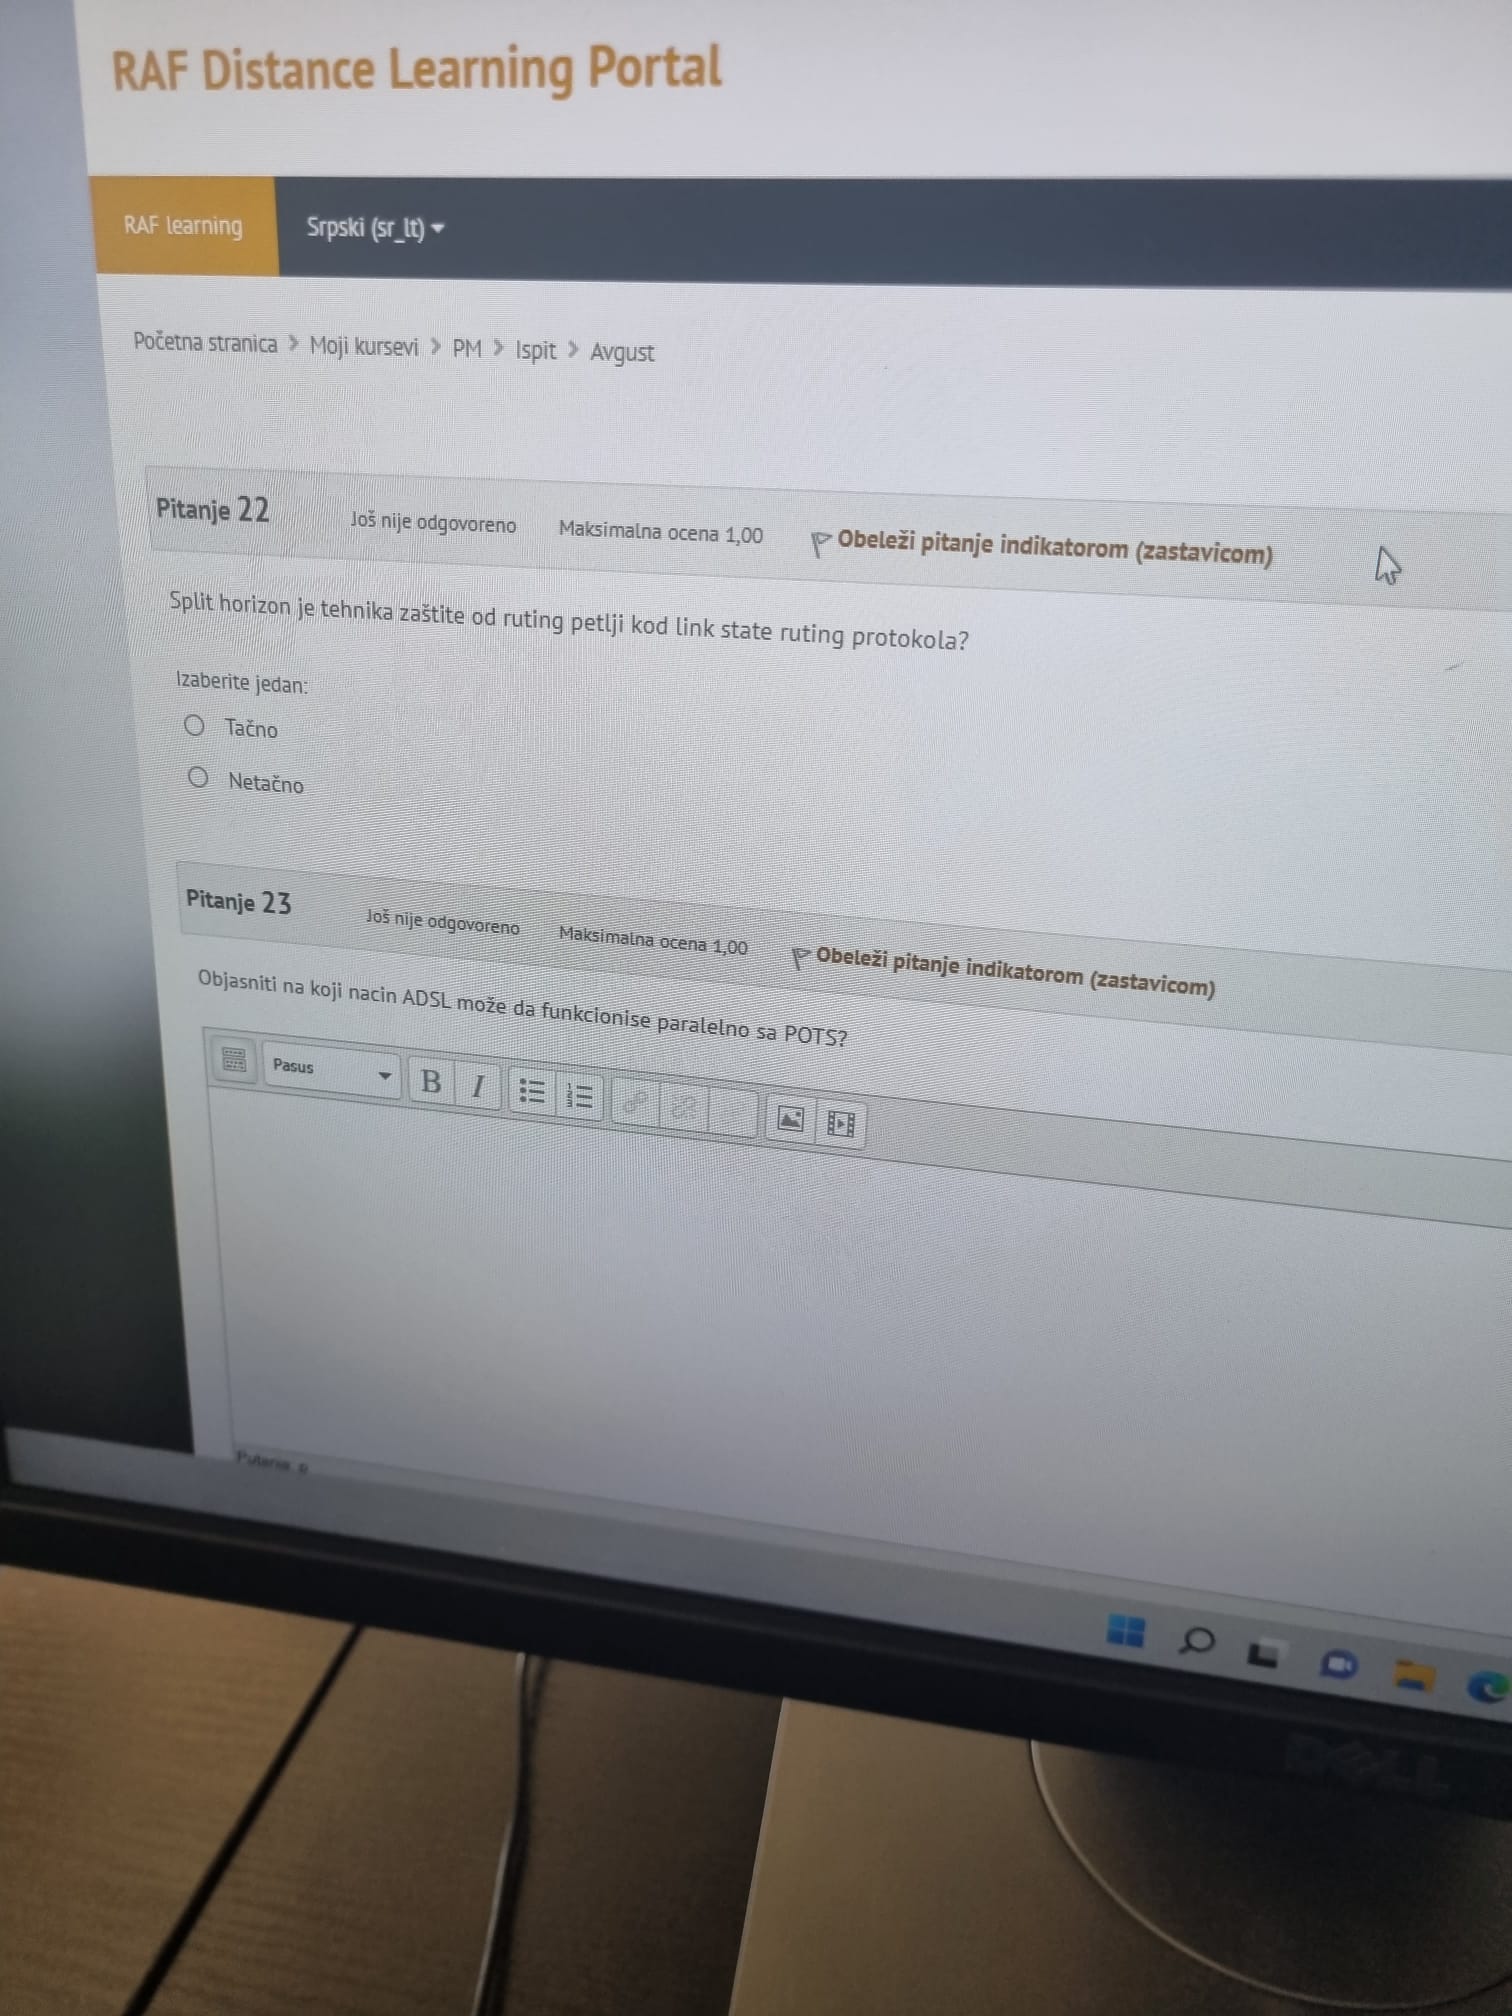 RAF Distance Learning Portal
RAF learning Srpski (sr_lt)
Početna stranica > Moji kursevi > PM > Ispit > Avgust
Pitanje 22 Još nije odgovoreno Maksimalna ocena 1,00 Obeleži pitanje indikatorom (zastavicom)
Split horizon je tehnika zaštite od ruting petlji kod link state ruting protokola?
Izaberite jedan:
Tačno
Netačno
Pitanje 23 Još nije odgovoreno Maksimalna ocena 1,00 Obeleži pitanje indikatorom (zastavicom)
Objasniti na koji nacin ADSL može da funkcionise paralelno sa POTS?
Pasus B I
DELL